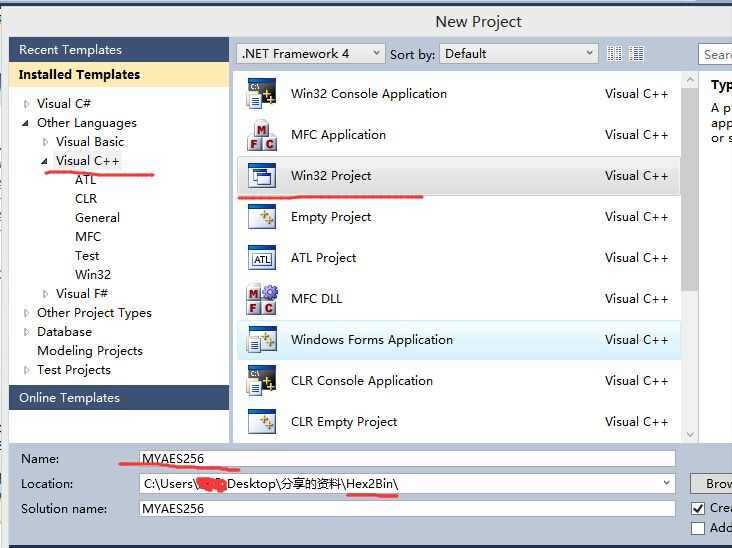 New Project
Recent Templates
Installed Templates
Visual C#
Other Languages
Visual Basic
Visual C++
ATL
CLR
General
MFC
Test
Win32
Visual F#
Other Project Types
Database
Modeling Projects
Test Projects
Online Templates
.NET Framework 4 Sort by: Default Sear
Win32 Console Application Visual C++
MFC Application Visual C++
Win32 Project Visual C++
Empty Project Visual C++
ATL Project Visual C++
MFC DLL Visual C++
Windows Forms Application Visual C++
CLR Console Application Visual C++
CLR Empty Project Visual C++
Typ
A p
app
or s
Name: MYAES256
Location: C:\Users\ Desktop\分享的资料\Hex2Bin\ Brow
Solution name: MYAES256
Crea
Add